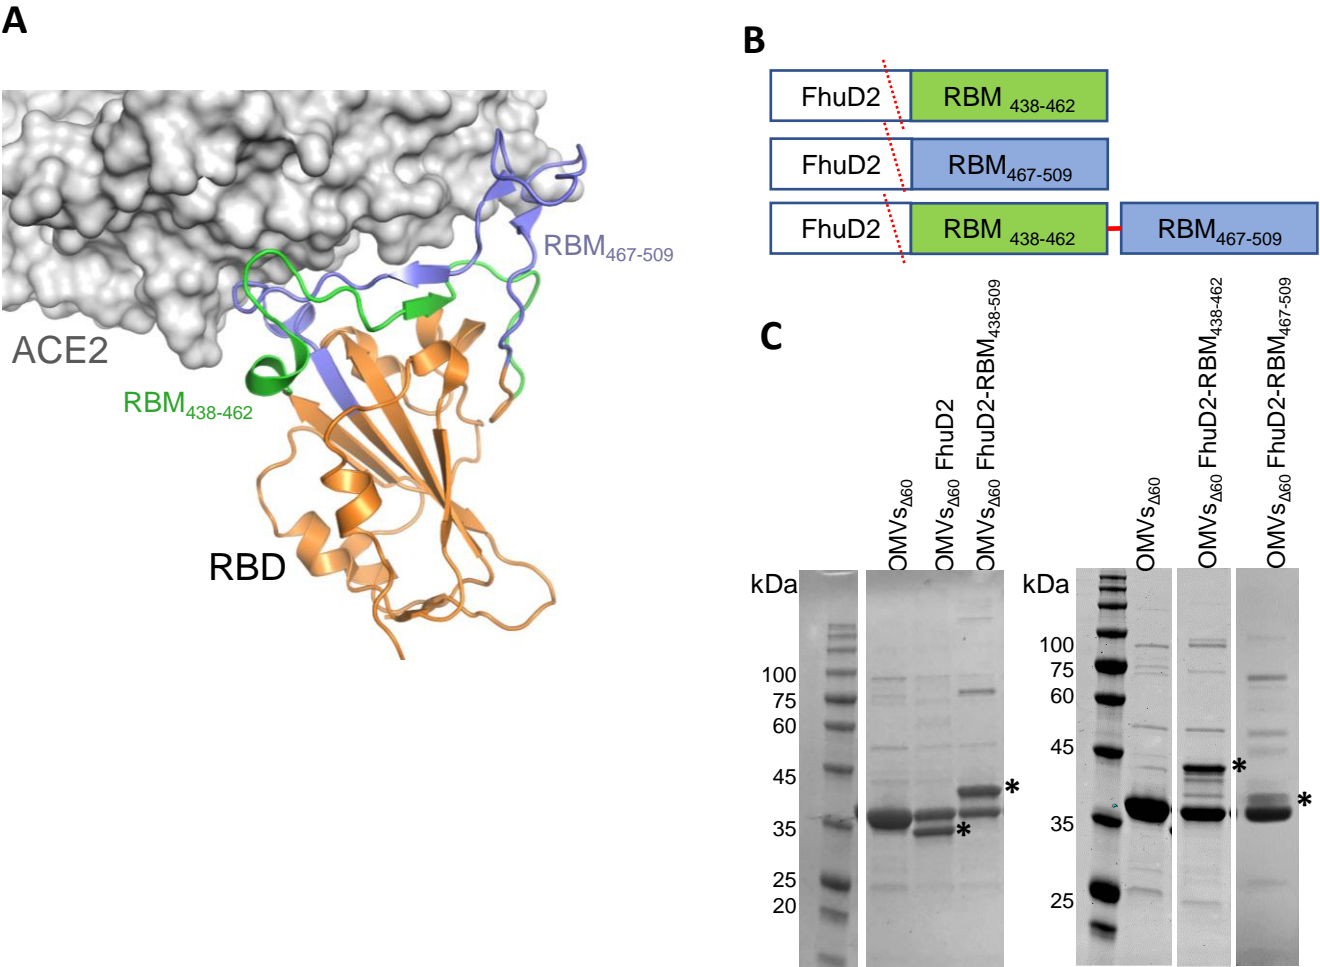 A
ACE2
RBM467-509
RBM438-462
RBD
B
FhuD2 RBM 438-462
FhuD2 RBM467-509
FhuD2 RBM 438-462 RBM467-509
C
OMVsΔ60
OMVsΔ60 FhuD2
OMVsΔ60 FhuD2-RBM438-509
kDa
100
75
60
45
*
35
*
25
20
OMVsΔ60
OMVsΔ60 FhuD2-RBM438-462
OMVsΔ60 FhuD2-RBM467-509
kDa
100
75
60
45
*
*
35
25